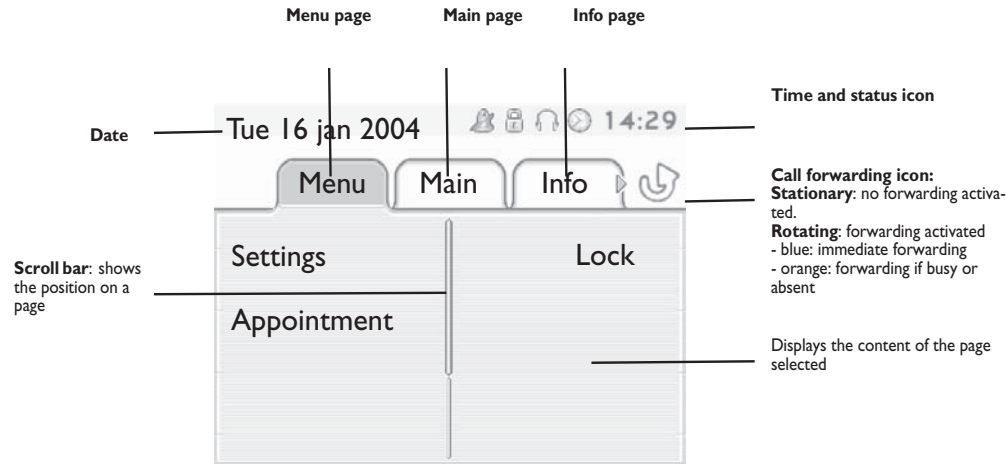 Menu page Main page Info page
Time and status icon
Date
Tue 16 jan 2004 14:29
Menu Main Info
Call forwarding icon:
Stationary: no forwarding activa-
ted.
Rotating: forwarding activated
- blue: immediate forwarding
- orange: forwarding if busy or
absent
Settings Lock
Scroll bar: shows
the position on a
page
Appointment
Displays the content of the page
selected